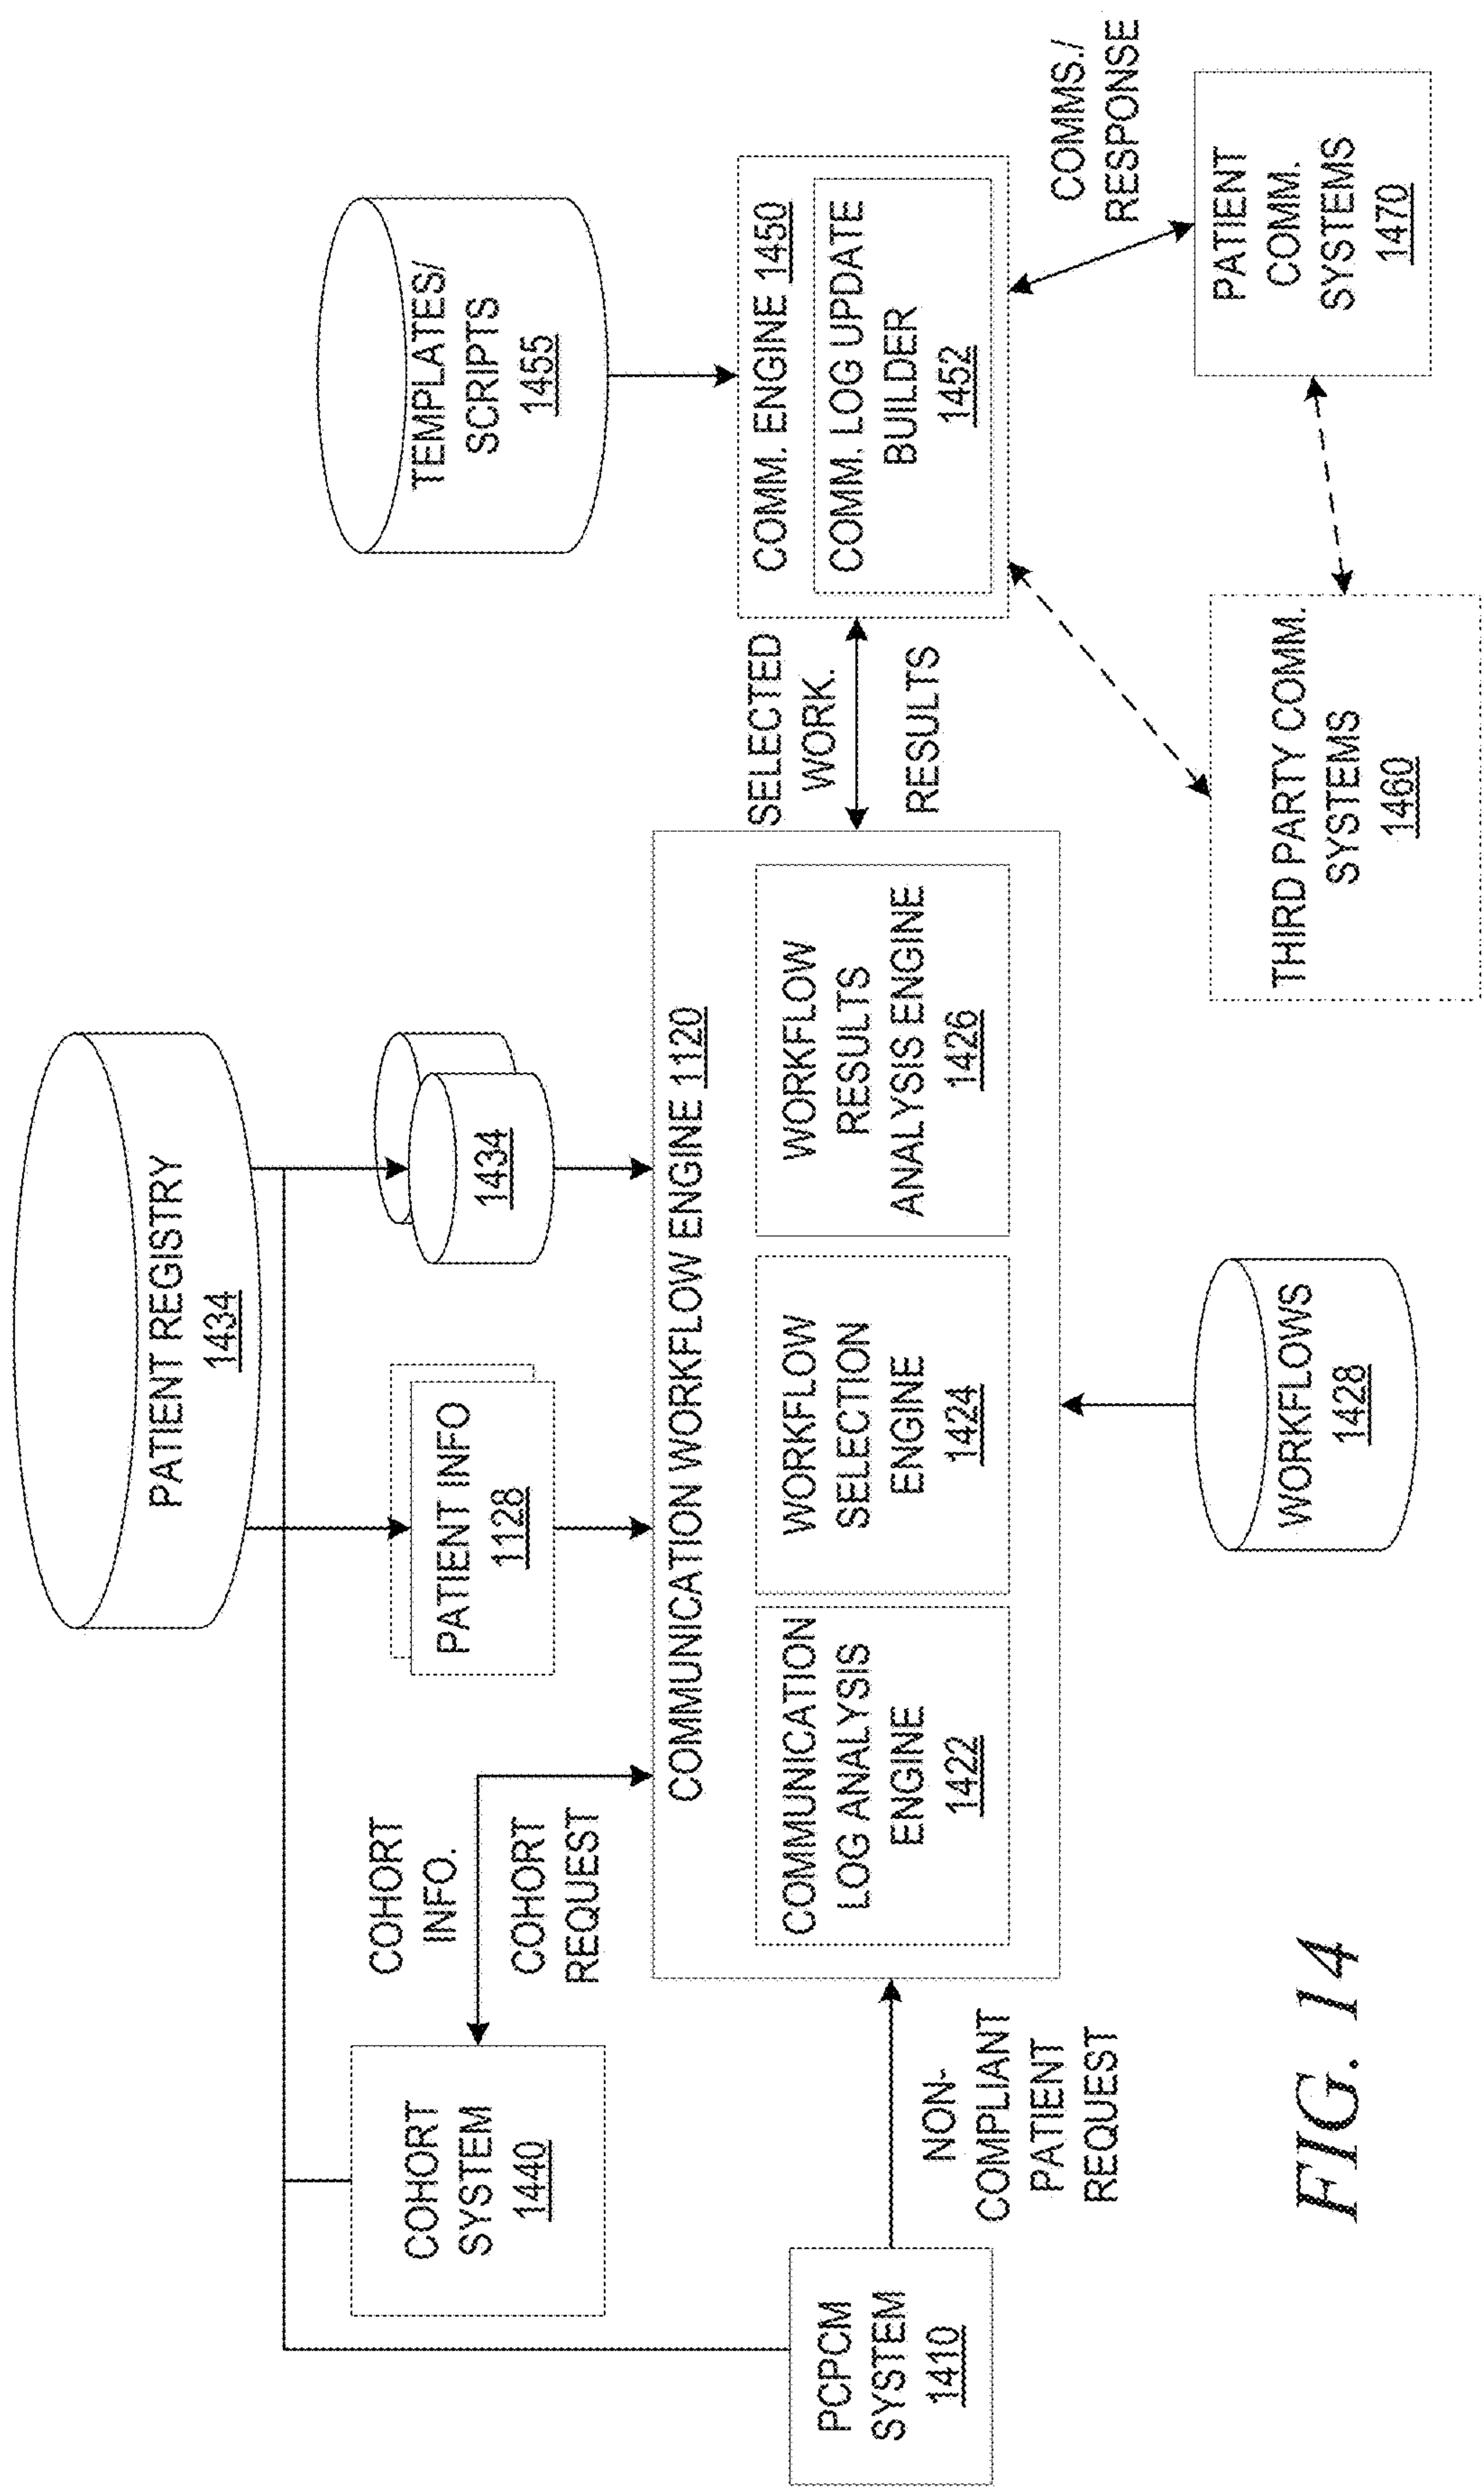 PATIENT REGISTRY
1434
COHORT
SYSTEM
1440
COHORT
INFO.
COHORT
REQUEST
PATIENT INFO
1128
1434
TEMPLATES/
SCRIPTS
1455
PCPCM
SYSTEM
1410
NON-
COMPLIANT
PATIENT
REQUEST
COMMUNICATION WORKFLOW ENGINE 1120
COMMUNICATION
LOG ANALYSIS
ENGINE
1422
WORKFLOW
SELECTION
ENGINE
1424
WORKFLOW
RESULTS
ANALYSIS ENGINE
1426
SELECTED
WORK.
RESULTS
COMM. ENGINE 1450
COMM. LOG UPDATE
BUILDER
1452
COMMS./
RESPONSE
WORKFLOWS
1428
THIRD PARTY COMM.
SYSTEMS
1460
PATIENT
COMM.
SYSTEMS
1470
FIG. 14